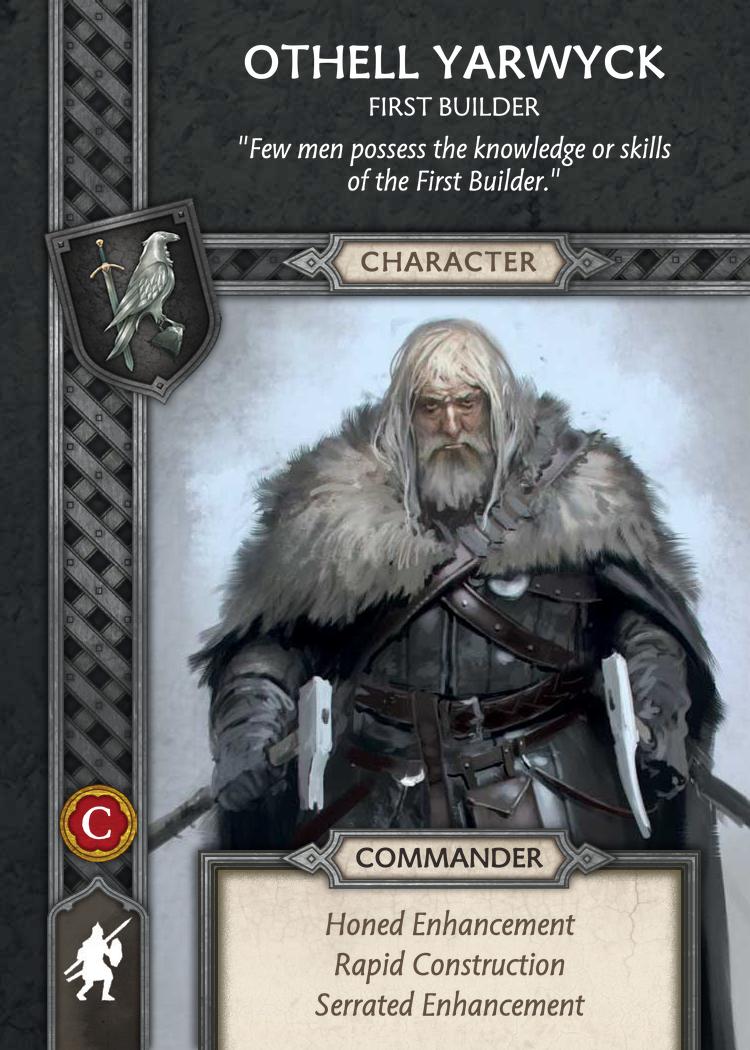 OTHELL YARWYCK
FIRST BUILDER
"Few men possess the knowledge or skills
of the First Builder."
CHARACTER
C
COMMANDER
Honed Enhancement
Rapid Construction
Serrated Enhancement